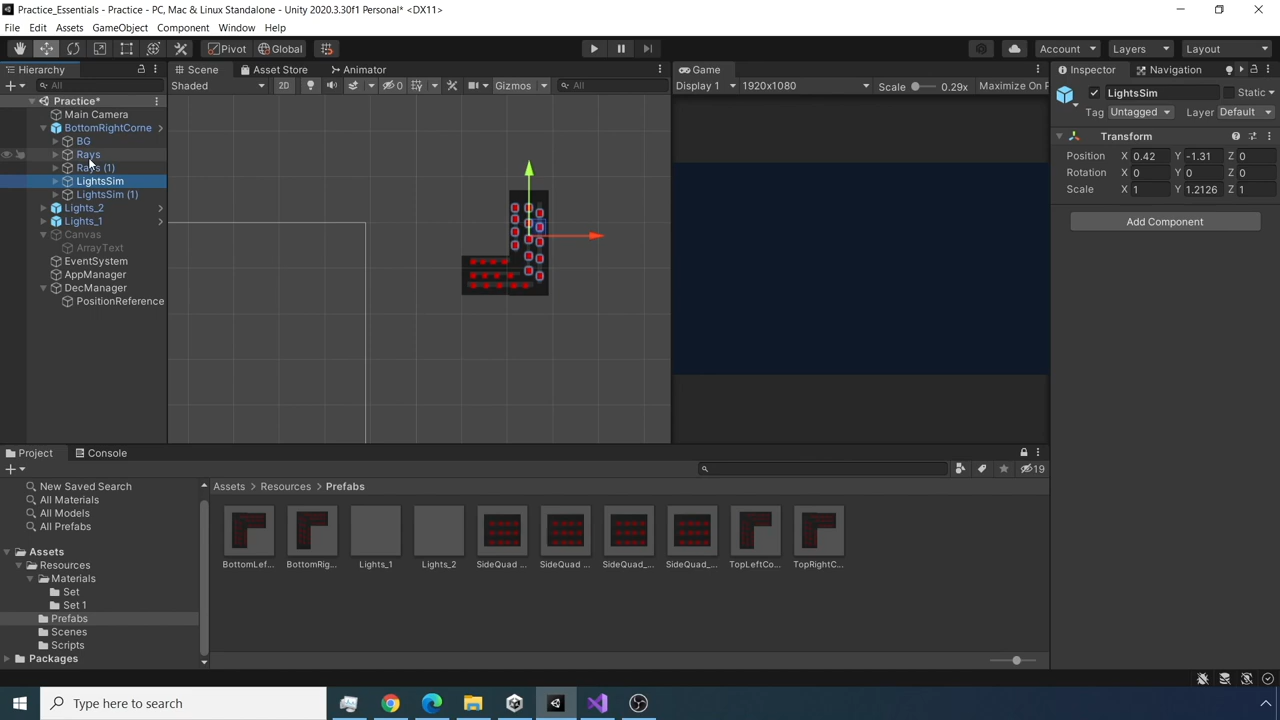 Practice_Essentials - Practice - PC, Mac & Linux Standalone - Unity 2020.3.30f1 Personal* <DX11>
File Edit Assets GameObject Component Window Help
Pivot Global Account Layers Layout
Hierarchy Scene Asset Store Animator Game Inspector Navigation
All Shaded 2D 0 Gizmos All Display 1 1920x1080 Scale 0.29x Maximize On P
LightsSim Static
Tag Untagged Layer Default
Transform
Position X 0.42 Y -1.31 Z 0
Rotation X 0 Y 0 Z 0
Scale X 1 Y 1.2126 Z 1
Add Component
Practice*
Main Camera
BottomRightCorne
BG
Rays
Rays (1)
LightsSim
LightsSim (1)
Lights_2
Lights_1
Canvas
ArrayText
EventSystem
AppManager
DecManager
PositionReference
Project Console
19
New Saved Search
All Materials
All Models
All Prefabs
Assets
Resources
Materials
Set
Set 1
Prefabs
Scenes
Scripts
Packages
Assets Resources Prefabs
BottomLef... BottomRig... Lights_1 Lights_2 SideQuad ... SideQuad ... SideQuad_... SideQuad_... TopLeftCo... TopRightC...
Type here to search